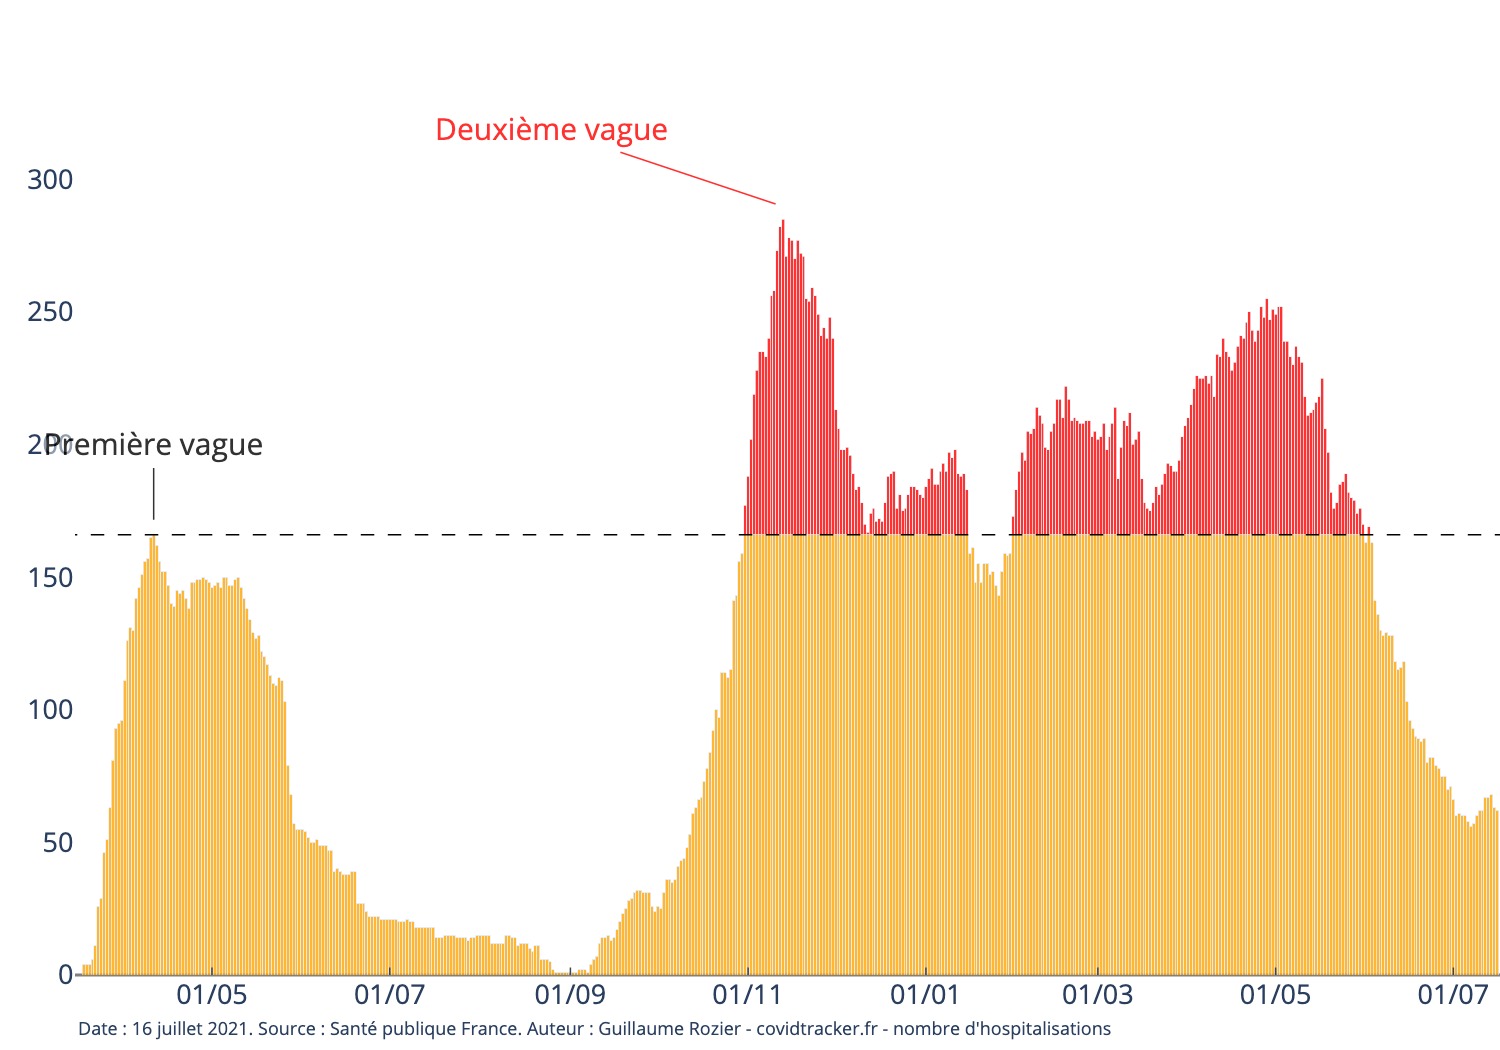 Deuxième vague
300
250
200
Première vague
150
100
50
0
01/05 01/07 01/09 01/11 01/01 01/03 01/05 01/07
Date : 16 juillet 2021. Source : Santé publique France. Auteur : Guillaume Rozier - covidtracker.fr - nombre d'hospitalisations